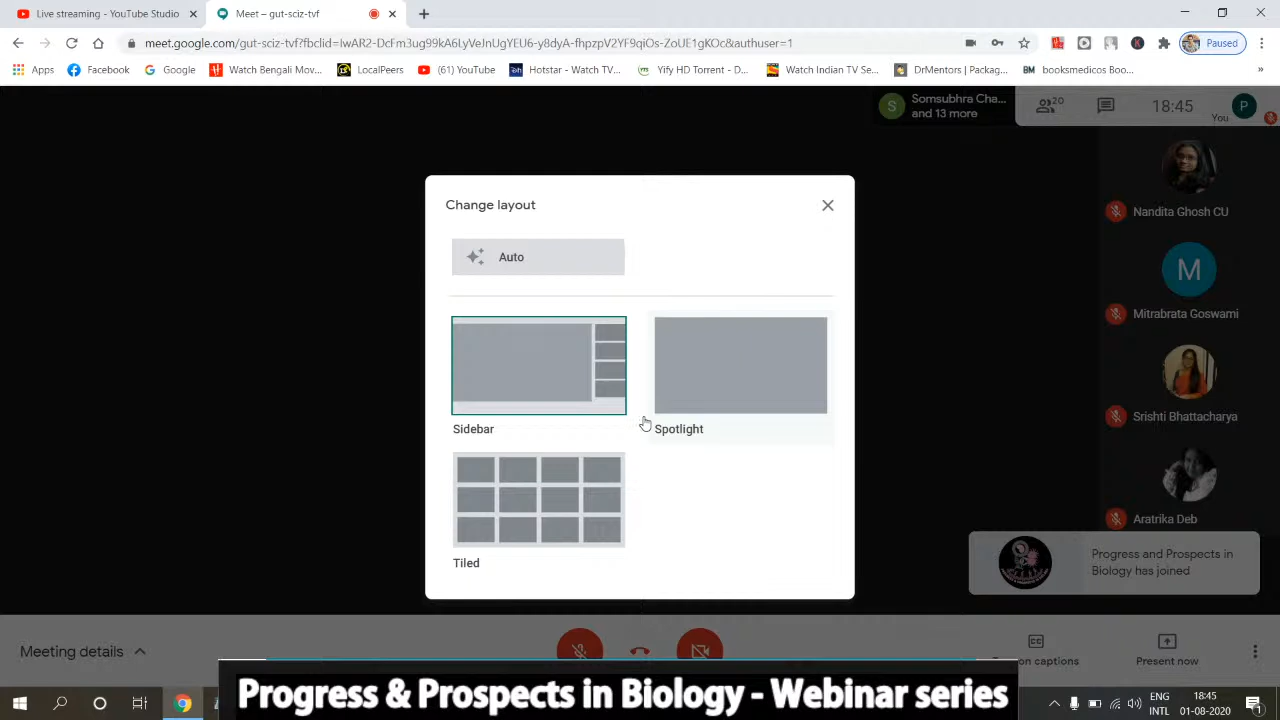 Live streaming - YouTube Studio
Meet – gut-sciz-tvf
meet.google.com/gut-sciz-tvf?fbclid=IwAR2-DcFm3ug99kA6LyVeVpUqCtIF6-y8dyA-fhpzpV2YF9qiOs-ZoUE1gKOc&authuser=1
Paused
Apps
Facebook
Google
Watch Bengali Mov...
LocalPeers
(61) YouTube
Hotstar - Watch TV...
Yify HD Torrent - D...
Watch Indian TV Se...
DrMentors | Packag...
BM booksmedicos Boo...
»
S
Somsubhra Cha...
and 13 more
20
18:45
P
You
Nandita Ghosh CU
M
Mitrabrata Goswami
Srishti Bhattacharya
Aratrika Deb
Progress and Prospects in
Biology has joined
Change layout
Auto
Sidebar
Spotlight
Tiled
Meeting details
CC
on captions
Present now
Progress & Prospects in Biology - Webinar series
ENG
INTL
18:45
01-08-2020